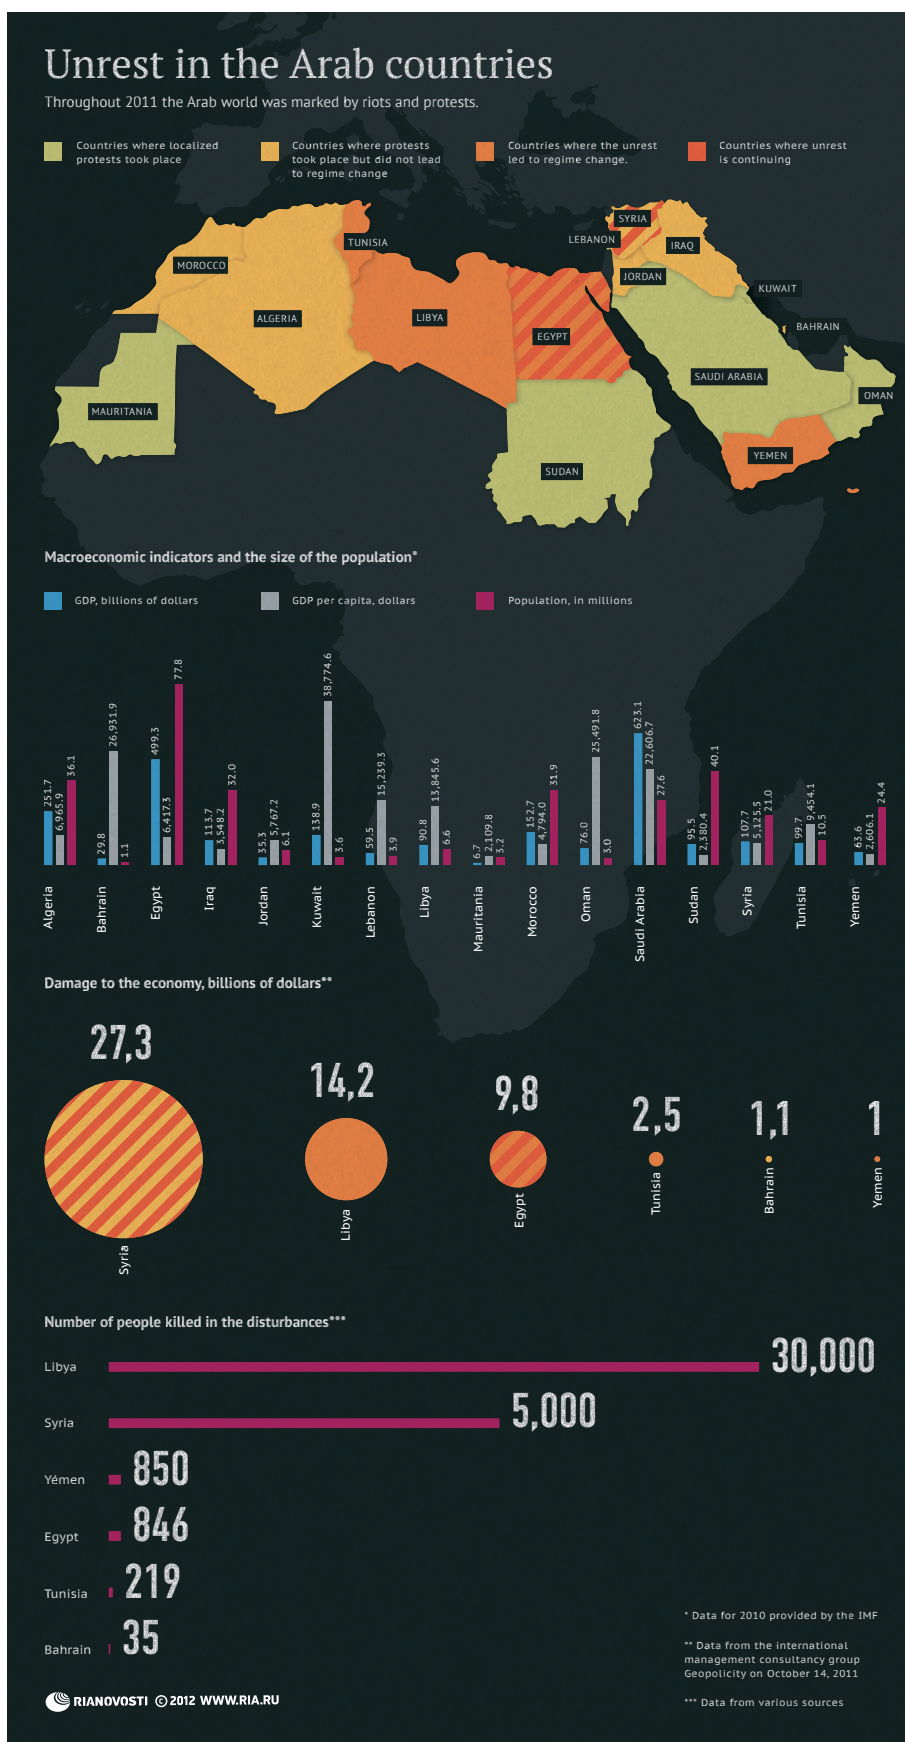 Unrest in the Arab countries
Throughout 2011 the Arab world was marked by riots and protests.
Countries where localized
protests took place
Countries where protests
took place but did not lead
to regime change
Countries where the unrest
led to regime change.
Countries where unrest
is continuing
SYRIA
LEBANON
TUNISIA
IRAQ
MOROCCO
JORDAN
KUWAIT
ALGERIA
LIBYA
BAHRAIN
EGYPT
SAUDI ARABIA
OMAN
MAURITANIA
YEMEN
SUDAN
Macroeconomic indicators and the size of the population*
GDP, billions of dollars
GDP per capita, dollars
Population, in millions
251.7
6,965.9
36.1
Algeria
29.8
26,931.9
1.1
Bahrain
499.3
6,417.3
77.8
Egypt
113.7
3,548.2
32.0
Iraq
35.3
5,767.2
6.1
Jordan
138.9
38,774.6
3.6
Kuwait
59.5
15,239.3
3.9
Lebanon
90.8
13,845.6
6.6
Libya
6.7
2,109.8
3.2
Mauritania
152.7
4,794.0
31.9
Morocco
76.0
25,491.8
3.0
Oman
623.1
22,606.7
27.6
Saudi Arabia
95.5
2,380.4
40.1
Sudan
107.7
5,125.5
21.0
Syria
99.7
9,454.1
10.5
Tunisia
63.6
2,606.1
24.4
Yemen
Damage to the economy, billions of dollars**
27,3
Syria
14,2
Libya
9,8
Egypt
2,5
Tunisia
1,1
Bahrain
1
Yemen
Number of people killed in the disturbances***
Libya 30,000
Syria 5,000
Yémen 850
Egypt 846
Tunisia 219
Bahrain 35
* Data for 2010 provided by the IMF
** Data from the international
management consultancy group
Geopolicity on October 14, 2011
*** Data from various sources
RIANOVOSTI © 2012 WWW.RIA.RU